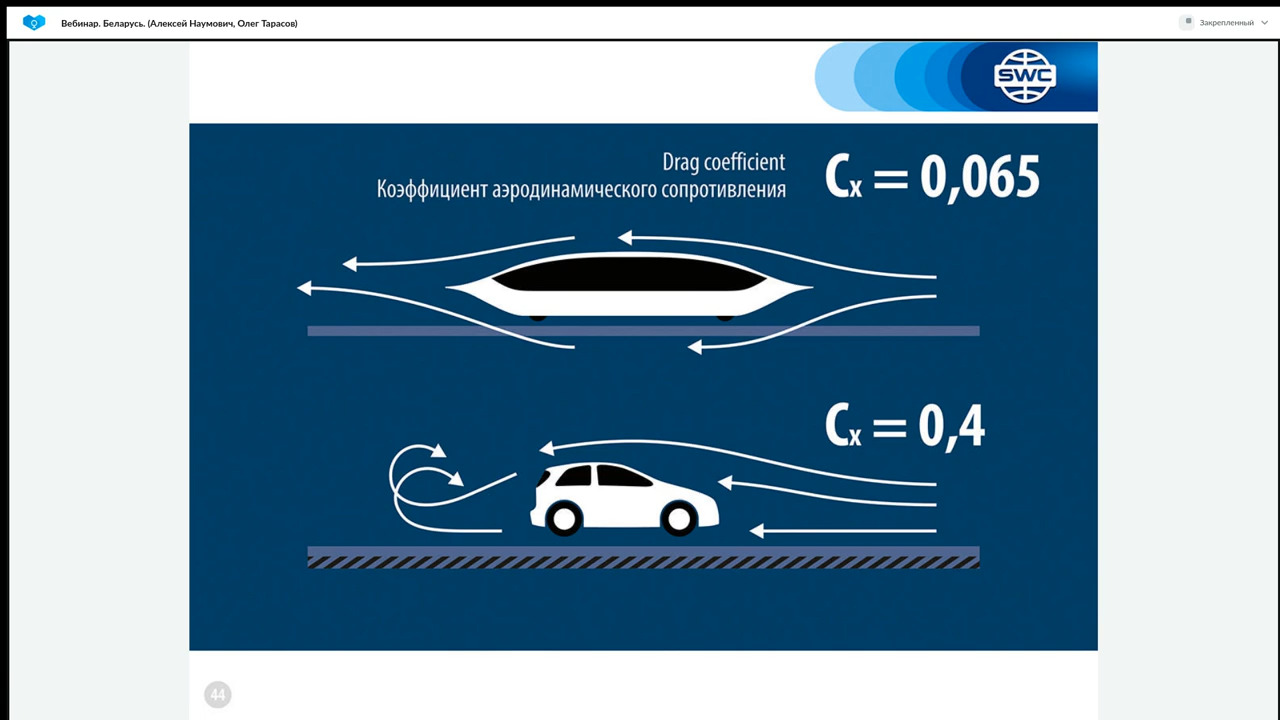 Вебинар. Беларусь. (Алексей Наумович, Олег Тарасов)
Закрепленный
SWC
Drag coefficient
Коэффициент аэродинамического сопротивления
Cx = 0,065
Cx = 0,4
44